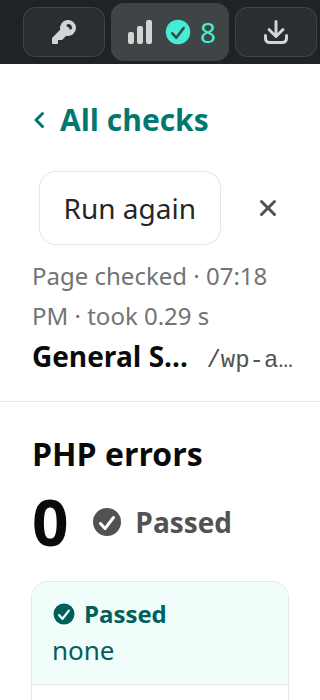 8
All checks
Run again
Page checked · 07:18
PM · took 0.29 s
General S… /wp-a…
PHP errors
0 Passed
Passed
none